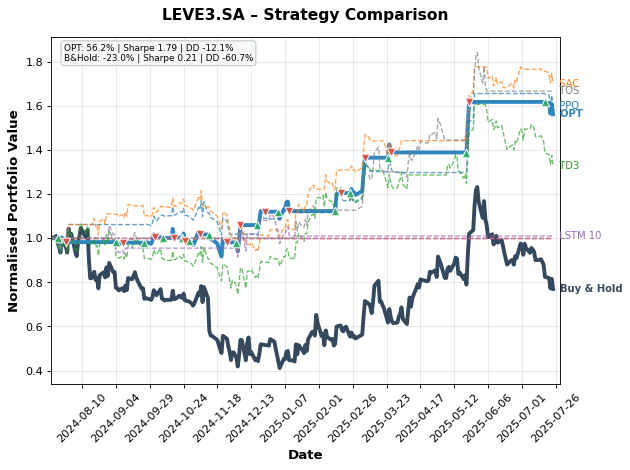 LEVE3.SA – Strategy Comparison
OPT: 56.2% | Sharpe 1.79 | DD -12.1%
B&Hold: -23.0% | Sharpe 0.21 | DD -60.7%
Normalised Portfolio Value
1.8
1.6
1.4
1.2
1.0
0.8
0.6
0.4
SAC
TOS
PPO
OPT
TD3
LSTM 10
Buy & Hold
2024-08-10
2024-09-04
2024-09-29
2024-10-24
2024-11-18
2024-12-13
2025-01-07
2025-02-01
2025-02-26
2025-03-23
2025-04-17
2025-05-12
2025-06-06
2025-07-01
2025-07-26
Date